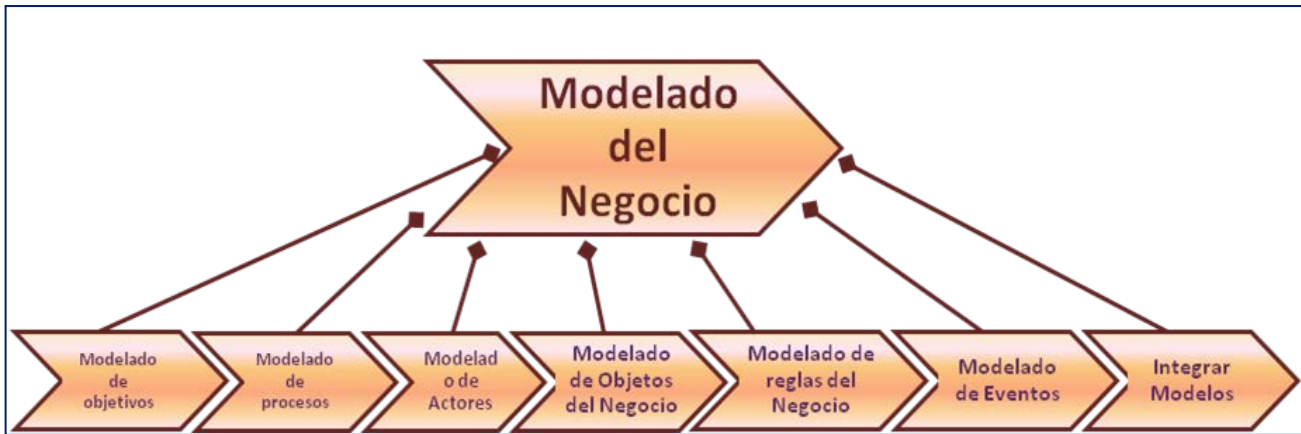 Modelado
del
Negocio
Modelado
de
objetivos
Modelado
de
procesos
Modelad
o de
Actores
Modelado
de Objetos
del Negocio
Modelado de
reglas del
Negocio
Modelado
de Eventos
Integrar
Modelos